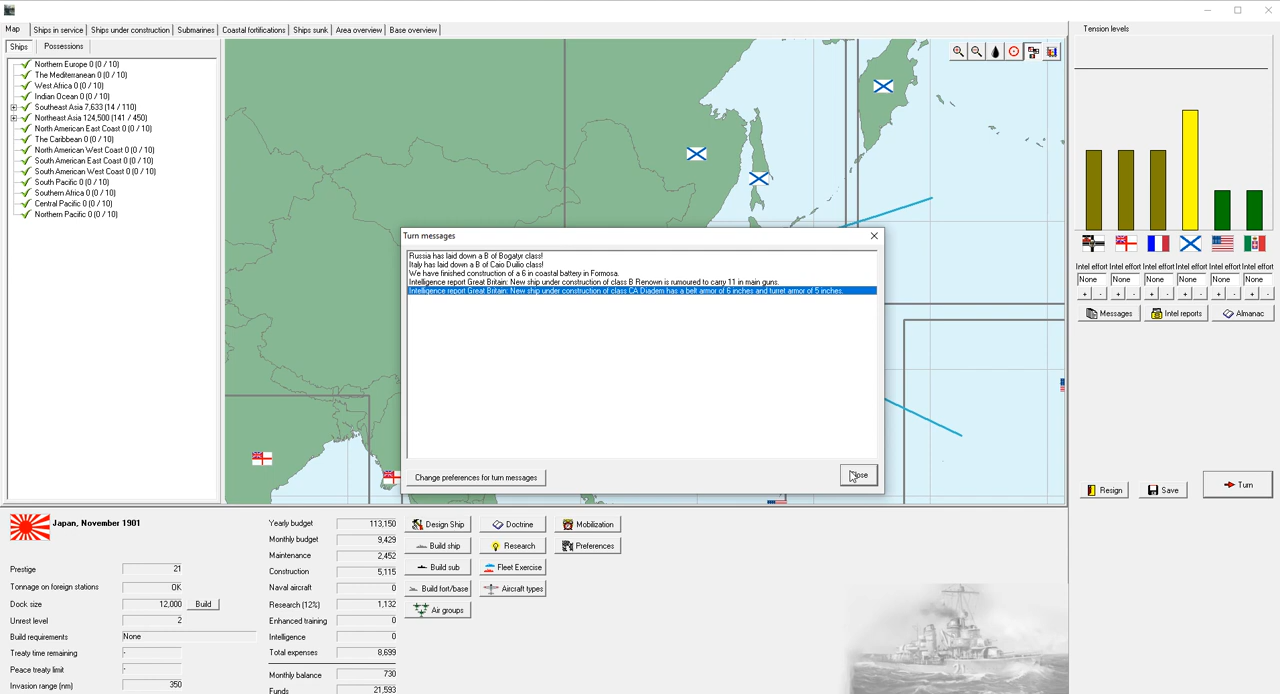 Map
Ships in service
Ships under construction
Submarines
Coastal fortifications
Ships sunk
Area overview
Base overview
Ships
Possessions
Northern Europe 0 (0 / 10)
The Mediterranean 0 (0 / 10)
West Africa 0 (0 / 10)
Indian Ocean 0 (0 / 10)
Southeast Asia 7,633 (14 / 110)
Northeast Asia 124,500 (141 / 450)
North American East Coast 0 (0 / 10)
The Caribbean 0 (0 / 10)
North American West Coast 0 (0 / 10)
South American East Coast 0 (0 / 10)
South American West Coast 0 (0 / 10)
South Pacific 0 (0 / 10)
Southern Africa 0 (0 / 10)
Central Pacific 0 (0 / 10)
Northern Pacific 0 (0 / 10)
Turn messages
Russia has laid down a B of Bogatyr class!
Italy has laid down a B of Caio Duilio class!
We have finished construction of a 6 in coastal battery in Formosa.
Intelligence report Great Britain: New ship under construction of class B Renown is rumoured to carry 11 in main guns.
Intelligence report Great Britain: New ship under construction of class CA Diadem has a belt armor of 6 inches and turret armor of 5 inches.
Change preferences for turn messages
Tension levels
Intel effort Intel effort Intel effort Intel effort Intel effort Intel effort
None None None None None None
+ - + - + - + - + - + -
Messages
Intel reports
Almanac
Resign
Save
Turn
Japan, November 1901
Prestige 21
Tonnage on foreign stations OK
Dock size 12,000 Build
Unrest level 2
Build requirements None
Treaty time remaining -
Peace treaty limit -
Invasion range (nm) 350
Yearly budget 113,150
Monthly budget 9,429
Maintenance 2,452
Construction 5,115
Naval aircraft 0
Research (12%) 1,132
Enhanced training 0
Intelligence 0
Total expenses 8,699
Monthly balance 730
Funds 21,593
Design Ship
Doctrine
Mobilization
Build ship
Research
Preferences
Build sub
Fleet Exercise
Build fort/base
Aircraft types
Air groups